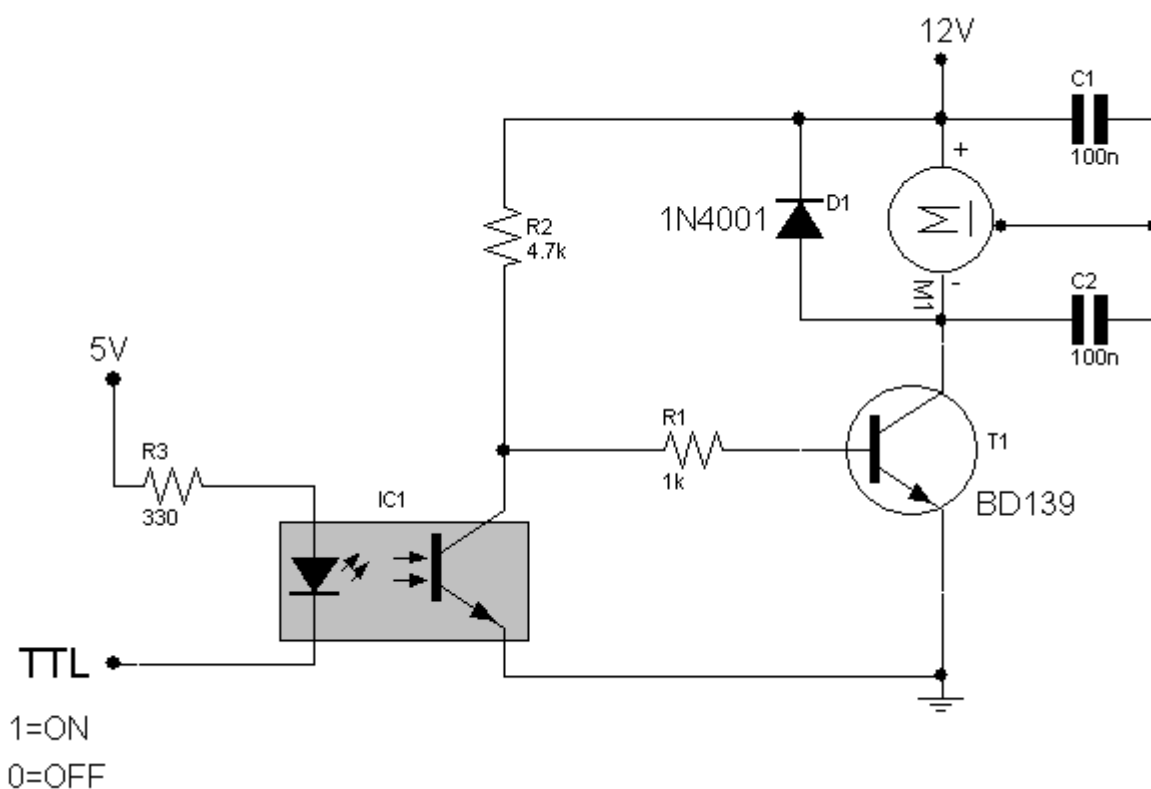 12V
C1
100n
+
R2
4.7k
1N4001
D1
M
M1
-
C2
100n
5V
R3
330
IC1
R1
1k
T1
BD139
TTL
1=ON
0=OFF